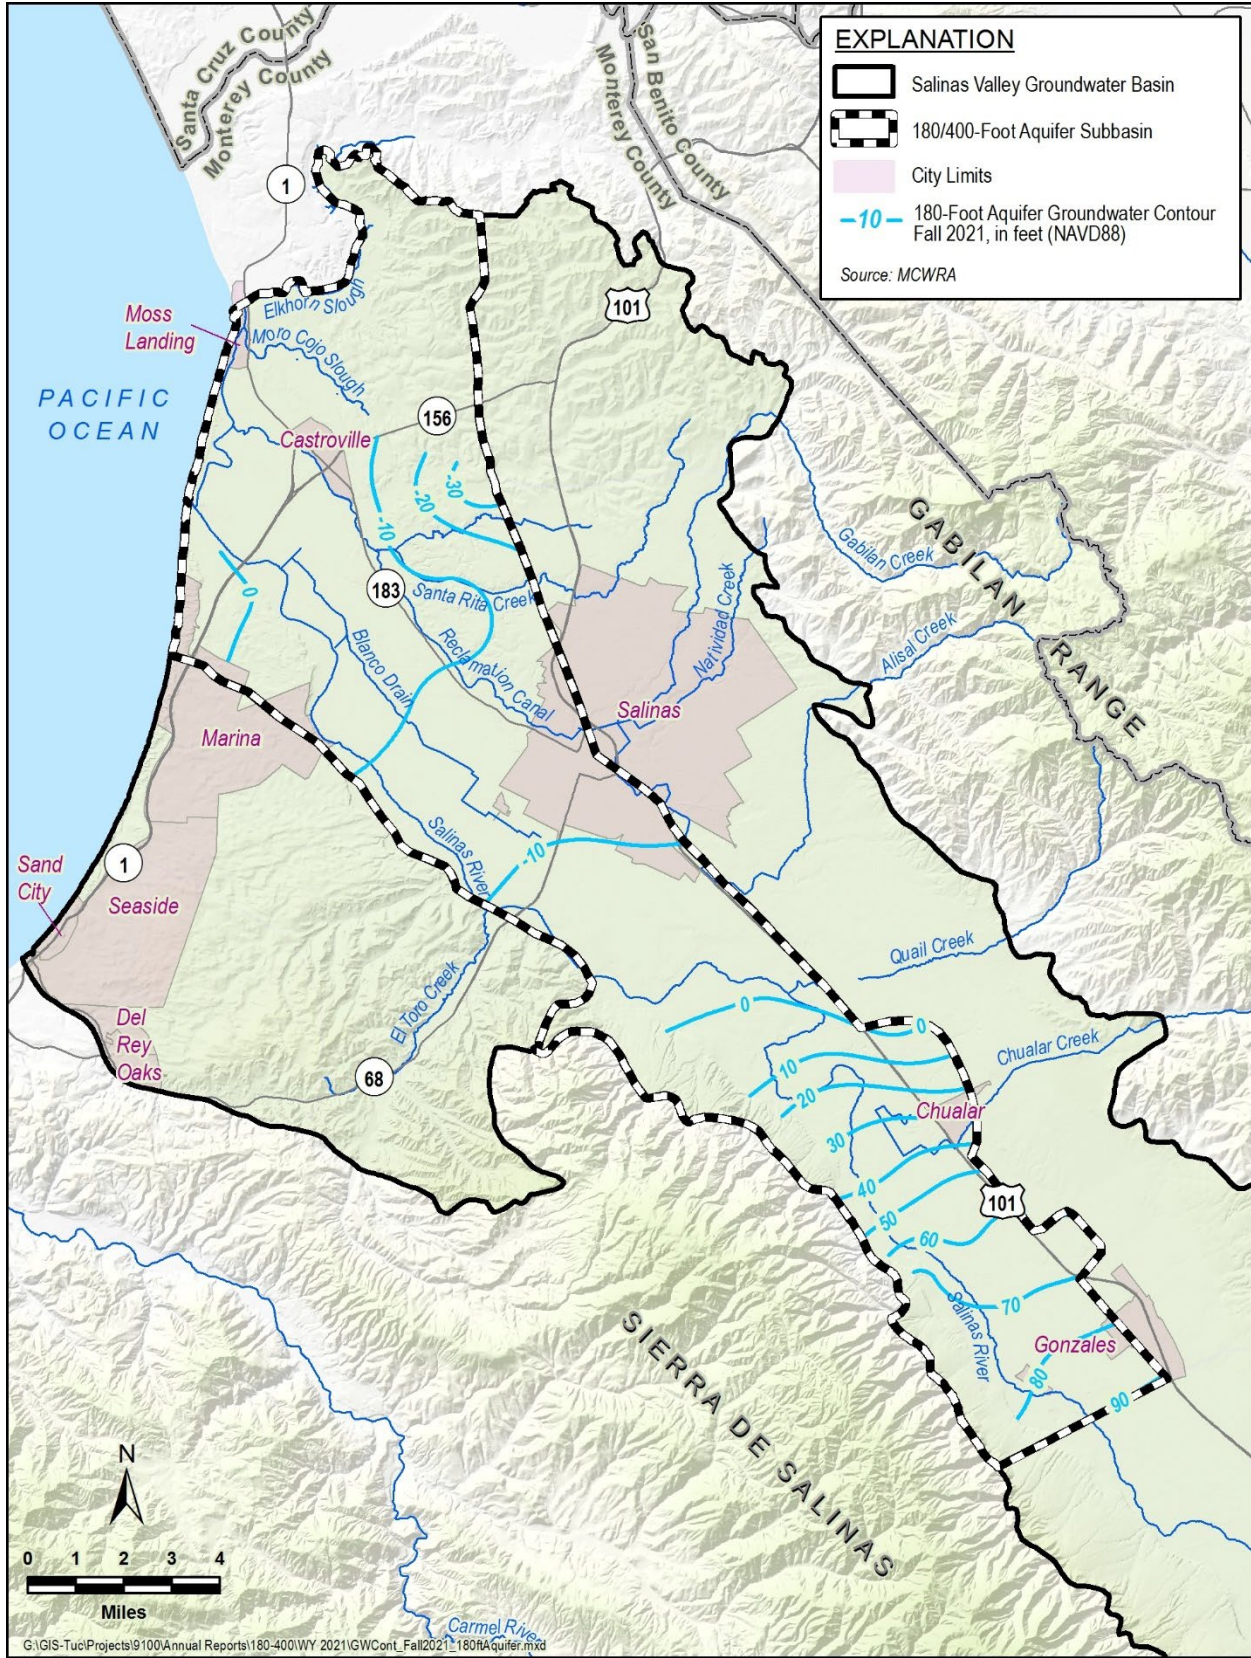 EXPLANATION
Salinas Valley Groundwater Basin
180/400-Foot Aquifer Subbasin
City Limits
-10 180-Foot Aquifer Groundwater Contour
Fall 2021, in feet (NAVD88)
Source: MCWRA
Santa Cruz County
Monterey County
San Benito County
Monterey County
1
Elkhorn Slough
Moss
Landing
Moro Cojo Slough
101
PACIFIC
OCEAN
156
Castroville
-30
-20
-10
GABILAN
RANGE
Gabilan Creek
0
183
Santa Rita Creek
Natividad Creek
Alisal Creek
Blanco Drain
Reclamation Canal
Salinas
Marina
Salinas River
-10
1
Sand
City
Seaside
Quail Creek
El Toro Creek
0
0
Del
Rey
Oaks
Chualar Creek
68
10
20
Chualar
30
40
50
101
60
70
Salinas River
Gonzales
80
90
SIERRA DE SALINAS
N
0 1 2 3 4
Miles
Carmel River
G:\GIS-Tuc\Projects\9100\Annual Reports\180-400\WY 2021\GWCont_Fall2021_180ftAquifer.mxd